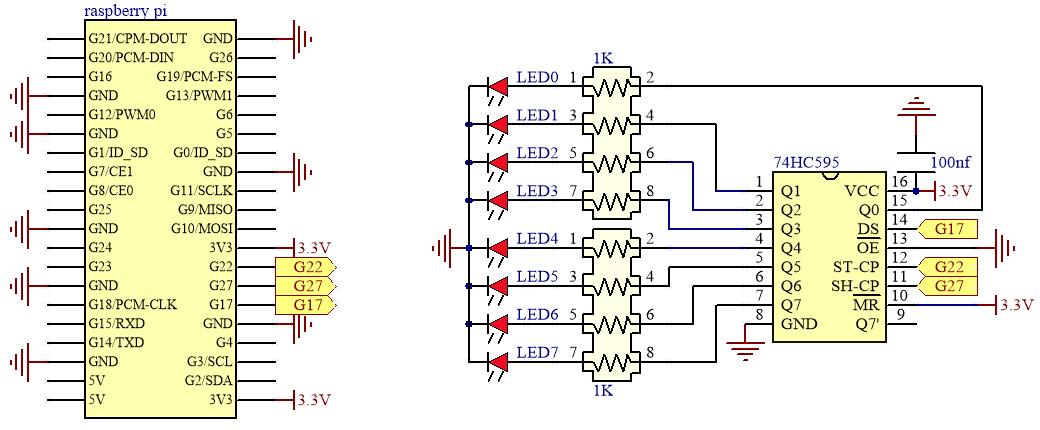 raspberry pi
G21/CPM-DOUT GND
G20/PCM-DIN G26
G16 G19/PCM-FS
GND G13/PWM1
G12/PWM0 G6
GND G5
G1/ID_SD G0/ID_SD
G7/CE1 GND
G8/CE0 G11/SCLK
G25 G9/MISO
GND G10/MOSI
G24 3V3 3.3V
G23 G22 G22
GND G27 G27
G18/PCM-CLK G17 G17
G15/RXD GND
G14/TXD G4
GND G3/SCL
5V G2/SDA
5V 3V3 3.3V
1K
LED0 1 2
LED1 3 4
LED2 5 6
LED3 7 8
LED4 1 2
LED5 3 4
LED6 5 6
LED7 7 8
1K
100nf
74HC595
1 Q1 VCC 16 3.3V
2 Q2 Q0 15
3 Q3 DS 14 G17
4 Q4 OE 13
5 Q5 ST-CP 12 G22
6 Q6 SH-CP 11 G27
7 Q7 MR 10 3.3V
8 GND Q7' 9